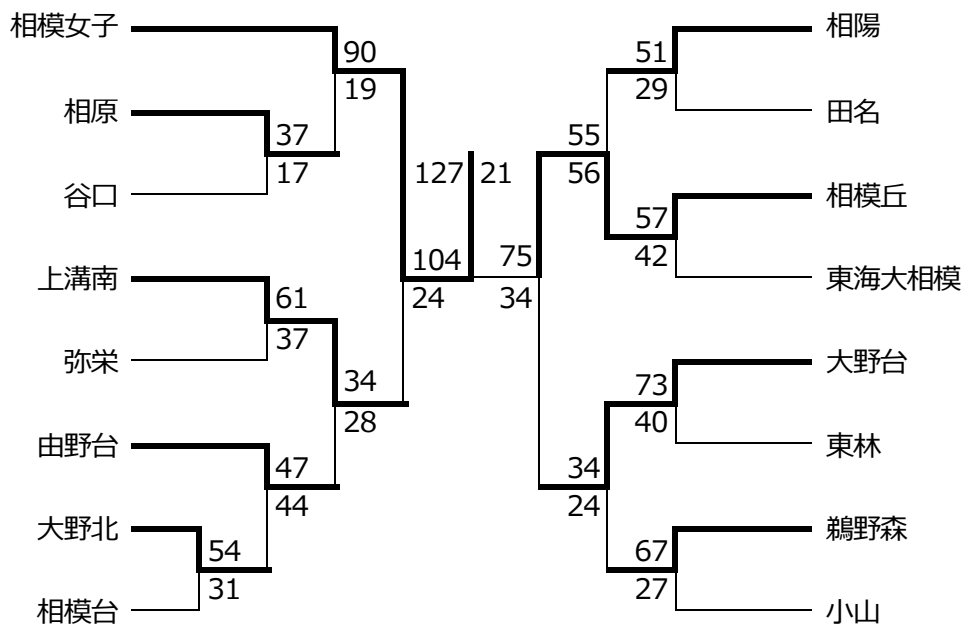 相模女子
90
19
相原
37
17
谷口
上溝南
61
37
弥栄
34
28
由野台
47
44
大野北
54
31
相模台
104
24
127 21
相陽
51
29
田名
55
56
相模丘
57
42
東海大相模
75
34
大野台
73
40
東林
34
24
鵜野森
67
27
小山